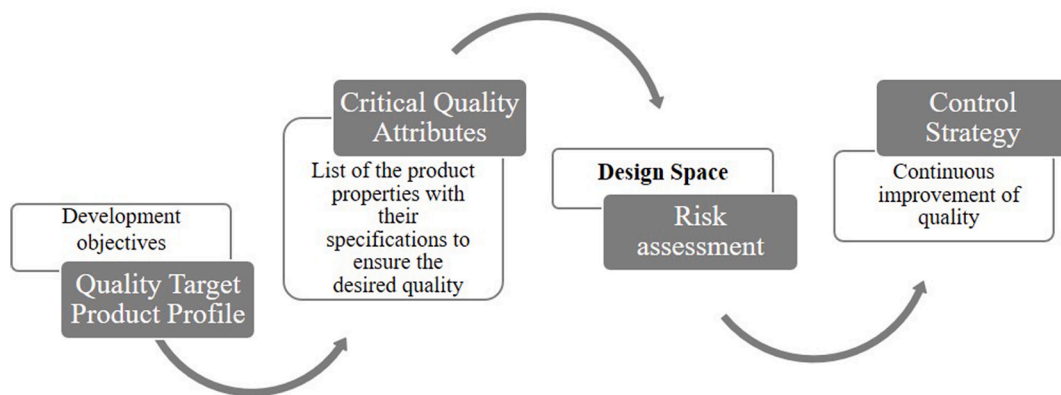 Development
objectives
Quality Target
Product Profile
Critical Quality
Attributes
List of the product
properties with
their
specifications to
ensure the
desired quality
Design Space
Risk
assessment
Control
Strategy
Continuous
improvement of
quality